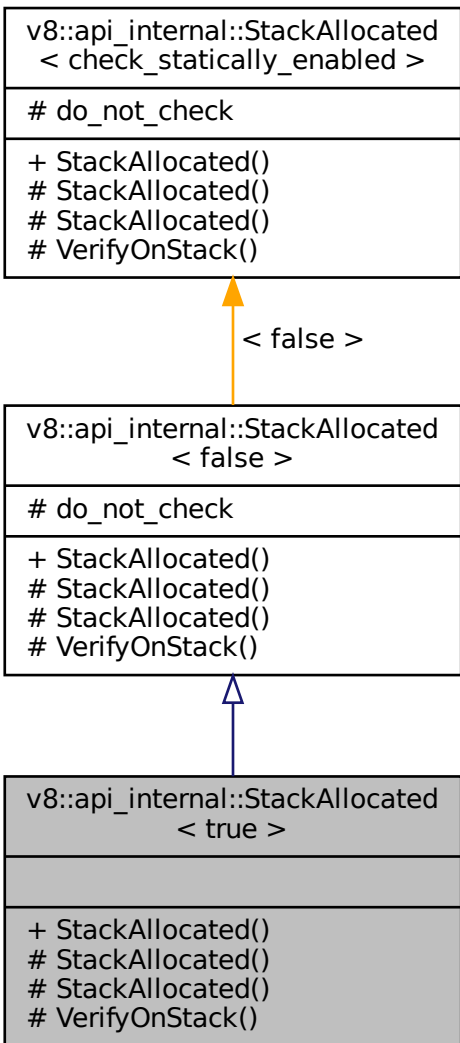 v8::api_internal::StackAllocated
< check_statically_enabled >
# do_not_check
+ StackAllocated()
# StackAllocated()
# StackAllocated()
# VerifyOnStack()
< false >
v8::api_internal::StackAllocated
< false >
# do_not_check
+ StackAllocated()
# StackAllocated()
# StackAllocated()
# VerifyOnStack()
v8::api_internal::StackAllocated
< true >
+ StackAllocated()
# StackAllocated()
# StackAllocated()
# VerifyOnStack()